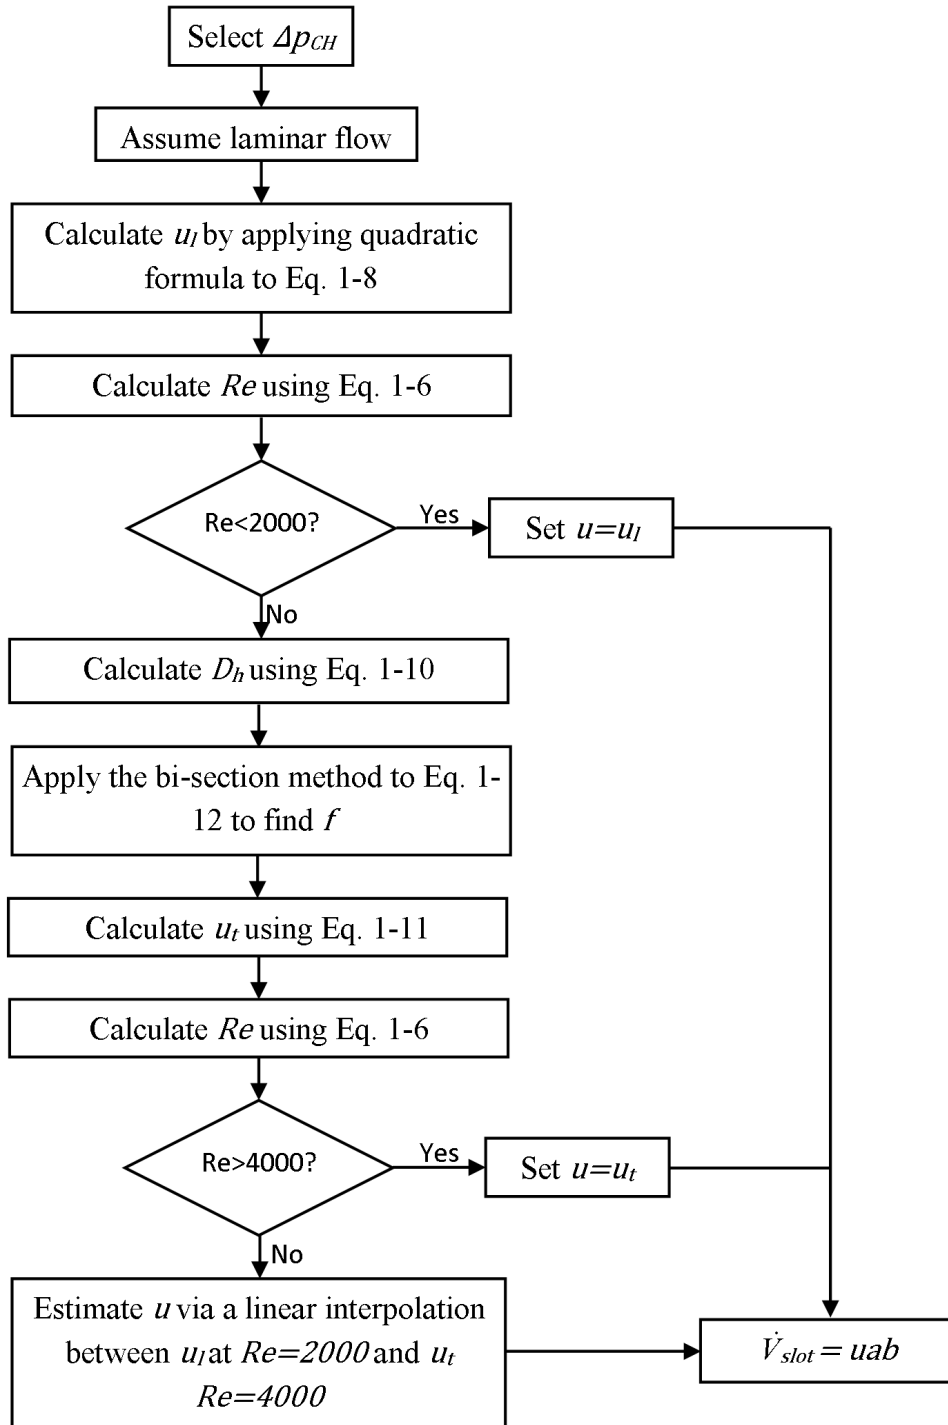 Select Δp_CH
Assume laminar flow
Calculate u_l by applying quadratic
formula to Eq. 1-8
Calculate Re using Eq. 1-6
Re<2000?
Yes
Set u=u_l
No
Calculate D_h using Eq. 1-10
Apply the bi-section method to Eq. 1-
12 to find f
Calculate u_t using Eq. 1-11
Calculate Re using Eq. 1-6
Re>4000?
Yes
Set u=u_t
No
Estimate u via a linear interpolation
between u_l at Re=2000 and u_t
Re=4000
V̇_slot = uab